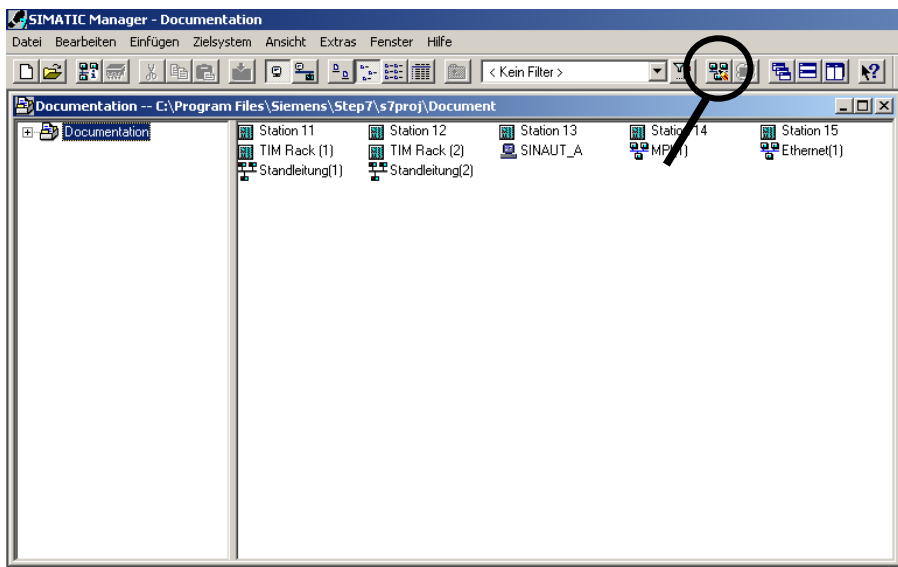 SIMATIC Manager - Documentation
Datei Bearbeiten Einfügen Zielsystem Ansicht Extras Fenster Hilfe
< Kein Filter >
Documentation -- C:\Program Files\Siemens\Step7\s7proj\Document
Documentation
Station 11 Station 12 Station 13 Station 14 Station 15
TIM Rack (1) TIM Rack (2) SINAUT_A Ethernet(1)
Standleitung(1) Standleitung(2)